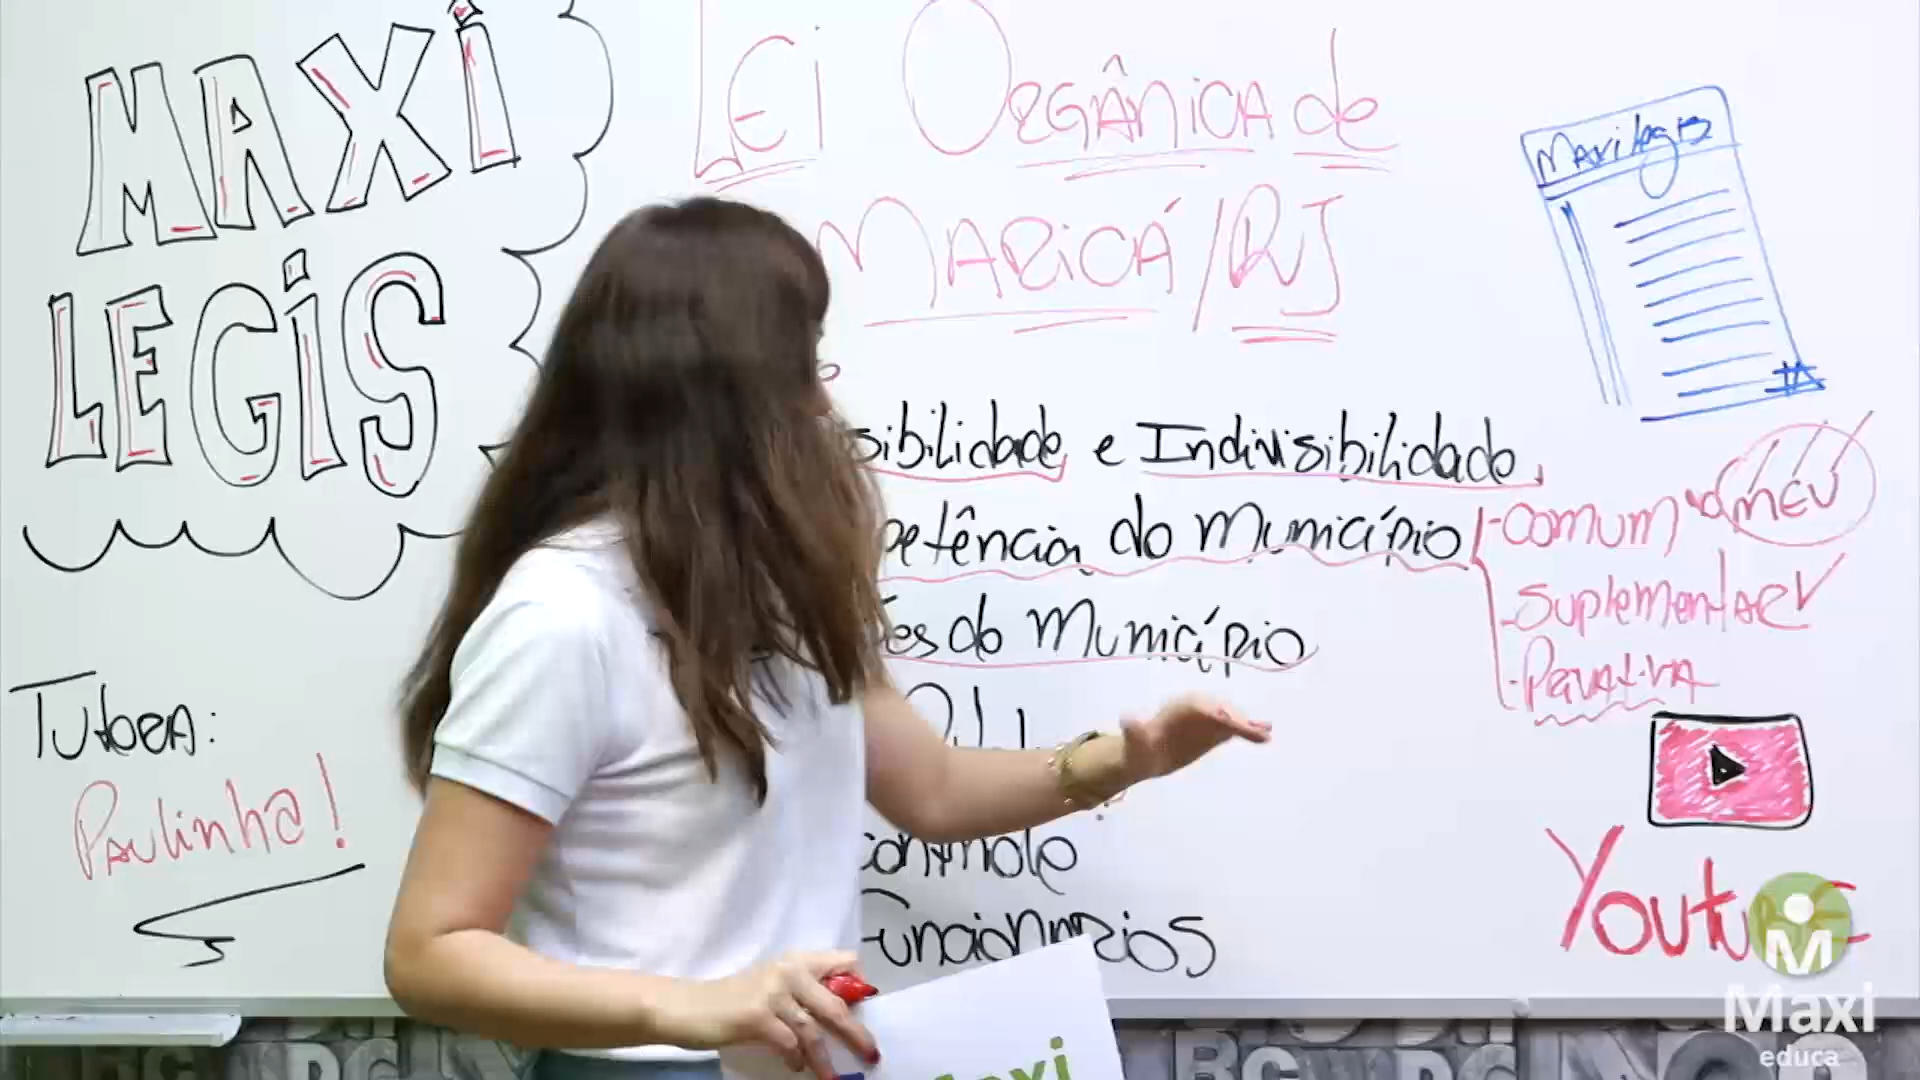 MAXi
LEGIS
Tutora:
Paulinha!
Lei Orgânica de
Maricá/RJ
sibilidade e Indivisibilidade
petência do Município
-comum
MEU
-suplementar
-Privativa
es do Município
controle
Funcionários
Maxi Legis
Youtu
Maxi
educa